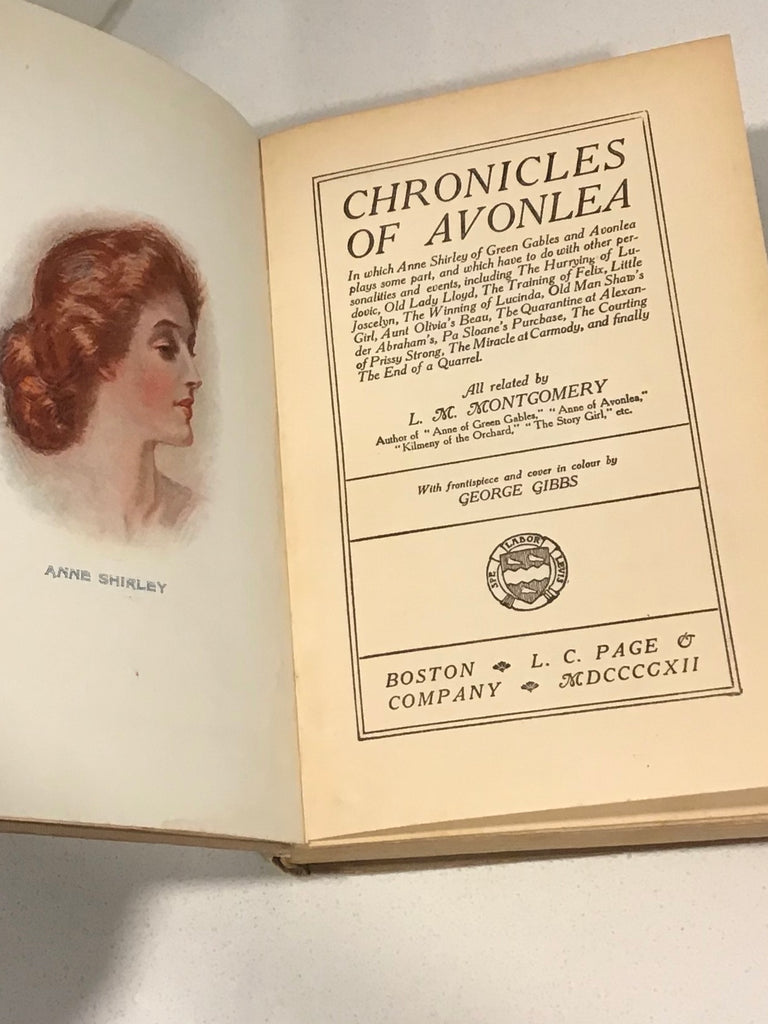 ANNE SHIRLEY
CHRONICLES
OF AVONLEA
In which Anne Shirley of Green Gables and Avonlea
plays some part, and which have to do with other per-
sonalities and events, including The Hurrying of Lu-
dovic, Old Lady Lloyd, The Training of Felix, Little
Joscelyn, The Winning of Lucinda, Old Man Shaw's
Girl, Aunt Olivia's Beau, The Quarantine at Alexan-
der Abraham's, Pa Sloane's Purchase, The Courting
of Prissy Strong, The Miracle at Carmody, and finally
The End of a Quarrel.
All related by
L. M. MONTGOMERY
Author of "Anne of Green Gables," "Anne of Avonlea,"
"Kilmeny of the Orchard," "The Story Girl," etc.
With frontispiece and cover in colour by
GEORGE GIBBS
SPE LABOR LEVIS
BOSTON L. C. PAGE &
COMPANY MDCCCCXII